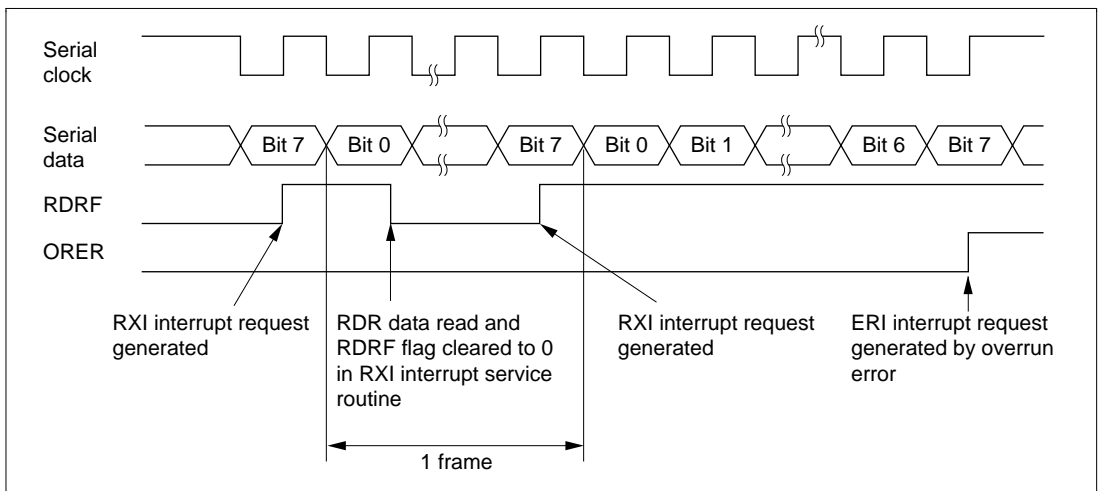 Serial
clock
Serial
data
Bit 7
Bit 0
Bit 7
Bit 0
Bit 1
Bit 6
Bit 7
RDRF
ORER
RXI interrupt request
generated
RDR data read and
RDRF flag cleared to 0
in RXI interrupt service
routine
RXI interrupt request
generated
ERI interrupt request
generated by overrun
error
1 frame